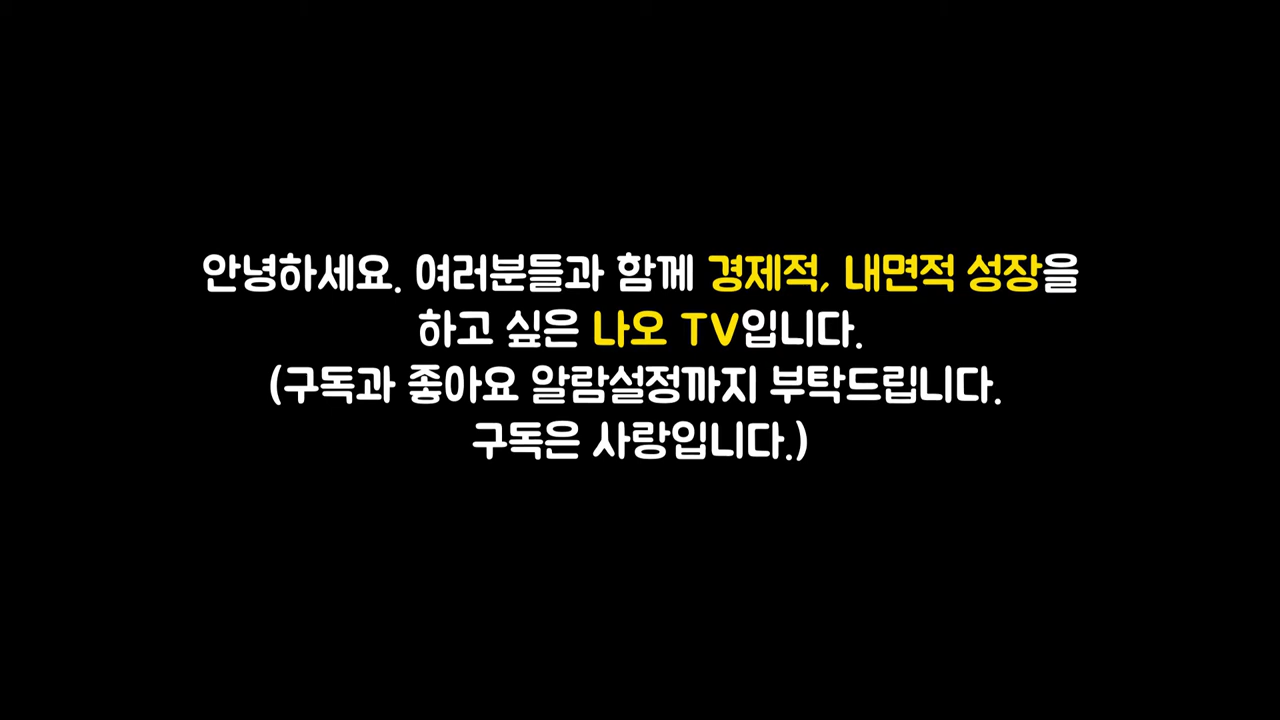 안녕하세요. 여러분들과 함께 경제적, 내면적 성장을
하고 싶은 나오 TV입니다.
(구독과 좋아요 알람설정까지 부탁드립니다.
구독은 사랑입니다.)